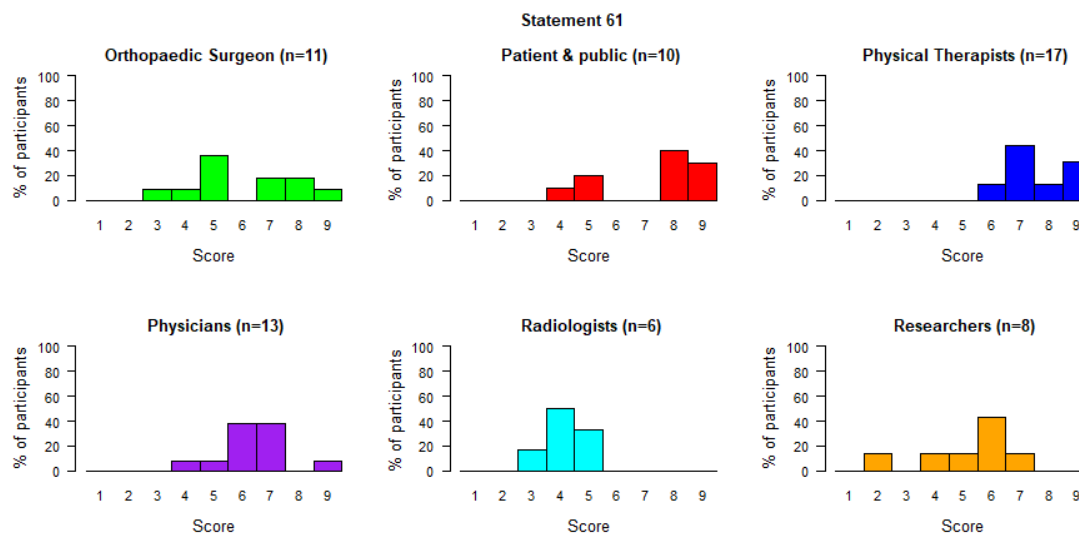 Statement 61
Orthopaedic Surgeon (n=11)
% of participants
100
80
60
40
20
0
1 2 3 4 5 6 7 8 9
Score
Patient & public (n=10)
% of participants
100
80
60
40
20
0
1 2 3 4 5 6 7 8 9
Score
Physical Therapists (n=17)
% of participants
100
80
60
40
20
0
1 2 3 4 5 6 7 8 9
Score
Physicians (n=13)
% of participants
100
80
60
40
20
0
1 2 3 4 5 6 7 8 9
Score
Radiologists (n=6)
% of participants
100
80
60
40
20
0
1 2 3 4 5 6 7 8 9
Score
Researchers (n=8)
% of participants
100
80
60
40
20
0
1 2 3 4 5 6 7 8 9
Score